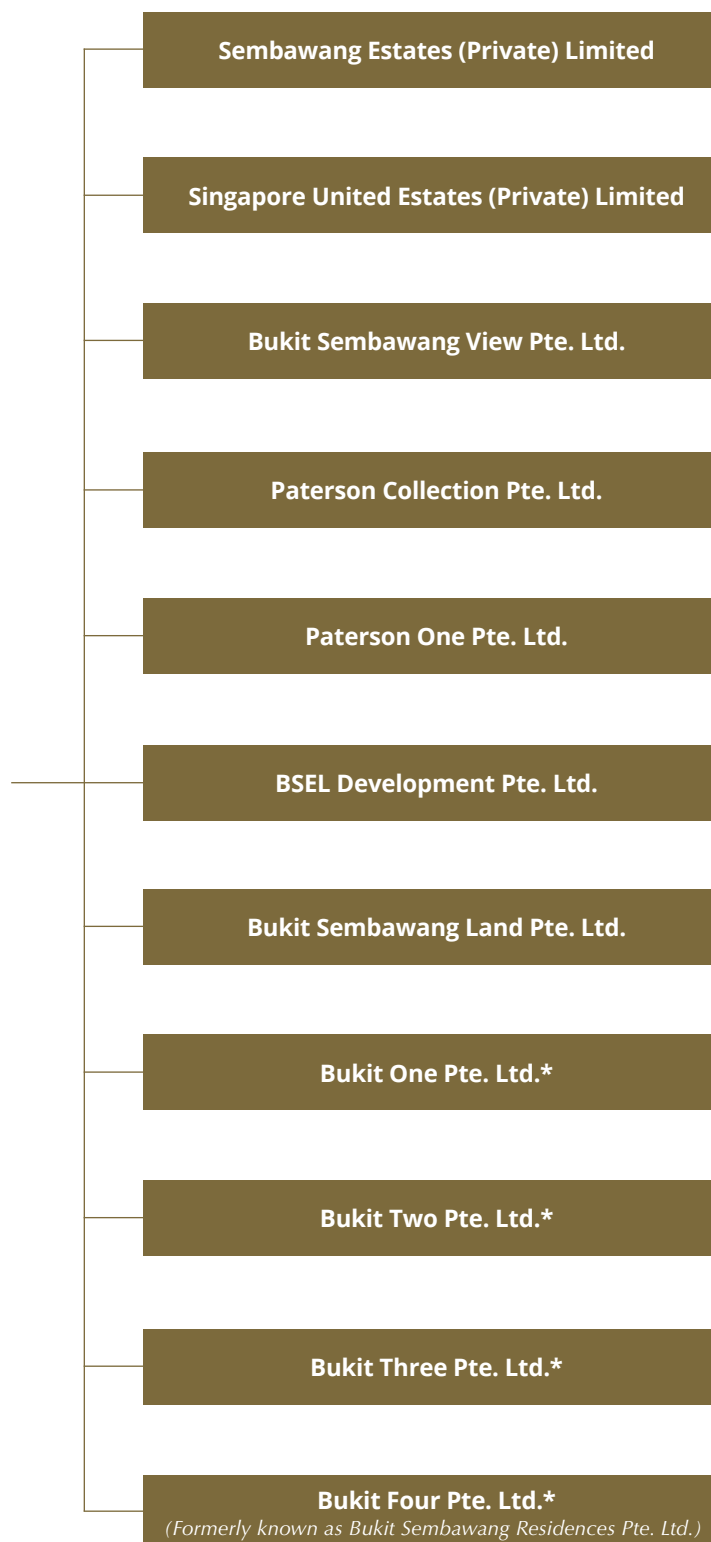 Sembawang Estates (Private) Limited
Singapore United Estates (Private) Limited
Bukit Sembawang View Pte. Ltd.
Paterson Collection Pte. Ltd.
Paterson One Pte. Ltd.
BSEL Development Pte. Ltd.
Bukit Sembawang Land Pte. Ltd.
Bukit One Pte. Ltd.*
Bukit Two Pte. Ltd.*
Bukit Three Pte. Ltd.*
Bukit Four Pte. Ltd.*
(Formerly known as Bukit Sembawang Residences Pte. Ltd.)